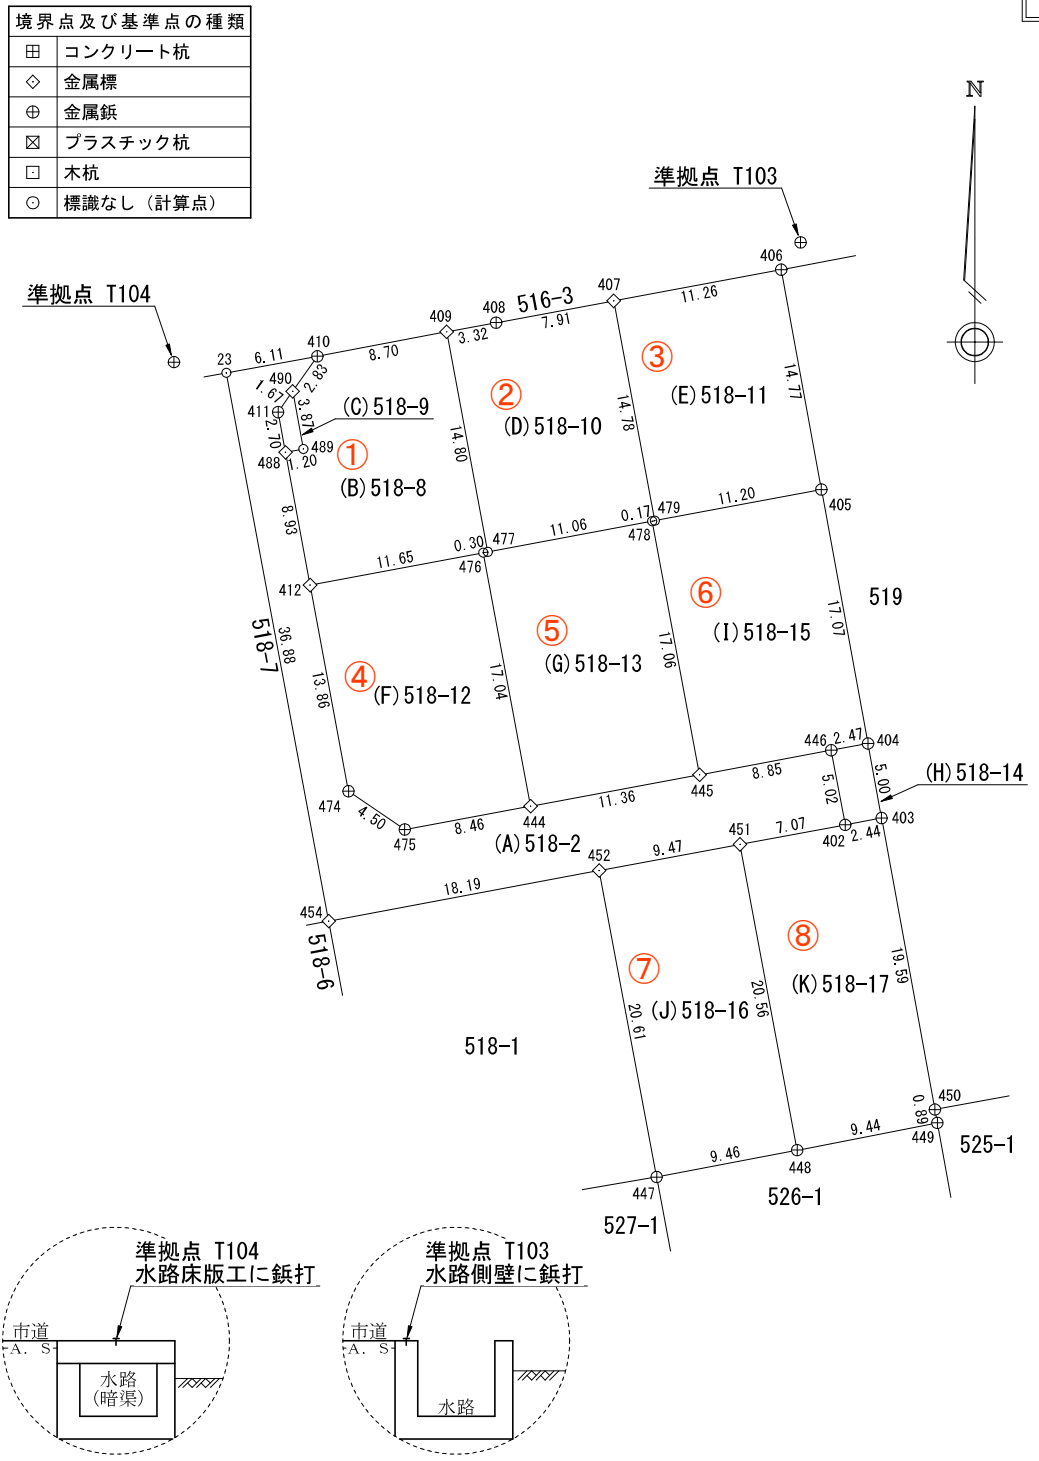 境界点及び基準点の種類
コンクリート杭
金属標
金属鋲
プラスチック杭
木杭
標識なし（計算点）
N
準拠点 T103
準拠点 T104
406
407
11.26
516-3
408
7.91
409
3.32
410
8.70
23
6.11
490
2.83
1.67
411
3.87
(C)518-9
2.70
489
488
1.20
①
(B)518-8
②
(D)518-10
③
(E)518-11
14.80
14.78
14.77
8.93
11.65
0.30
477
476
11.06
0.17
479
478
11.20
405
412
519
518-7
36.88
13.86
④
(F)518-12
⑤
(G)518-13
⑥
(I)518-15
17.04
17.06
17.07
474
4.50
475
8.46
444
11.36
445
8.85
446
2.47
404
5.02
5.00
(H)518-14
403
402
2.44
7.07
451
9.47
452
(A)518-2
18.19
454
518-6
518-1
⑦
(J)518-16
⑧
(K)518-17
20.61
20.56
19.59
450
0.89
449
525-1
9.44
448
9.46
447
526-1
527-1
準拠点 T104
水路床版工に鋲打
市道
A. S
水路
(暗渠)
準拠点 T103
水路側壁に鋲打
市道
A. S
水路